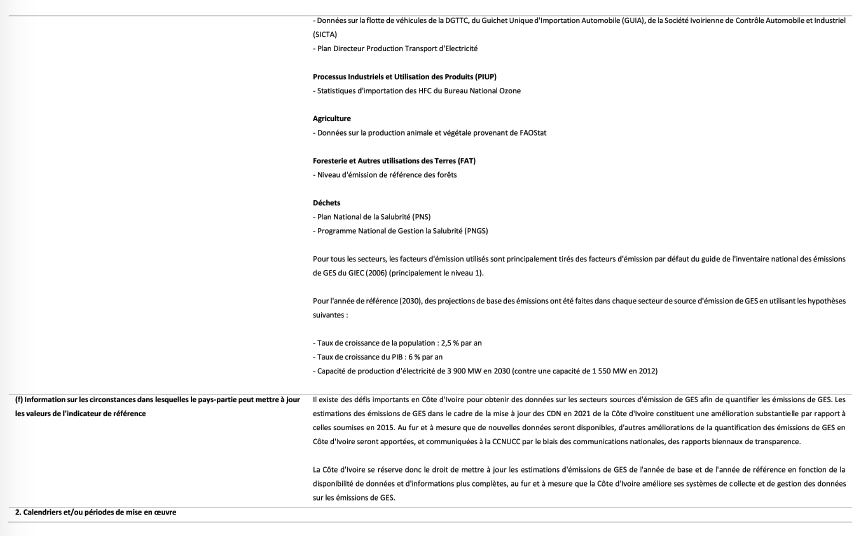 - Données sur la flotte de véhicules de la DGTTC, du Guichet Unique d'Importation Automobile (GUIA), de la Société Ivoirienne de Contrôle Automobile et Industriel
(SICTA)
- Plan Directeur Production Transport d'Electricité
Processus Industriels et Utilisation des Produits (PIUP)
- Statistiques d'importation des HFC du Bureau National Ozone
Agriculture
- Données sur la production animale et végétale provenant de FAOStat
Foresterie et Autres utilisations des Terres (FAT)
- Niveau d'émission de référence des forêts
Déchets
- Plan National de la Salubrité (PNS)
- Programme National de Gestion la Salubrité (PNGS)
Pour tous les secteurs, les facteurs d'émission utilisés sont principalement tirés des facteurs d'émission par défaut du guide de l'inventaire national des émissions
de GES du GIEC (2006) (principalement le niveau 1).
Pour l'année de référence (2030), des projections de base des émissions ont été faites dans chaque secteur de source d'émission de GES en utilisant les hypothèses
suivantes :
- Taux de croissance de la population : 2,5 % par an
- Taux de croissance du PIB : 6 % par an
- Capacité de production d'électricité de 3 900 MW en 2030 (contre une capacité de 1 550 MW en 2012)
(f) Information sur les circonstances dans lesquelles le pays-partie peut mettre à jour
les valeurs de l'indicateur de référence
Il existe des défis importants en Côte d'Ivoire pour obtenir des données sur les secteurs sources d'émission de GES afin de quantifier les émissions de GES. Les
estimations des émissions de GES dans le cadre de la mise à jour des CDN en 2021 de la Côte d'Ivoire constituent une amélioration substantielle par rapport à
celles soumises en 2015. Au fur et à mesure que de nouvelles données seront disponibles, d'autres améliorations de la quantification des émissions de GES en
Côte d'Ivoire seront apportées, et communiquées à la CCNUCC par le biais des communications nationales, des rapports biennaux de transparence.
La Côte d'Ivoire se réserve donc le droit de mettre à jour les estimations d'émissions de GES de l'année de base et de l'année de référence en fonction de la
disponibilité de données et d'informations plus complètes, au fur et à mesure que la Côte d'Ivoire améliore ses systèmes de collecte et de gestion des données
sur les émissions de GES.
2. Calendriers et/ou périodes de mise en œuvre